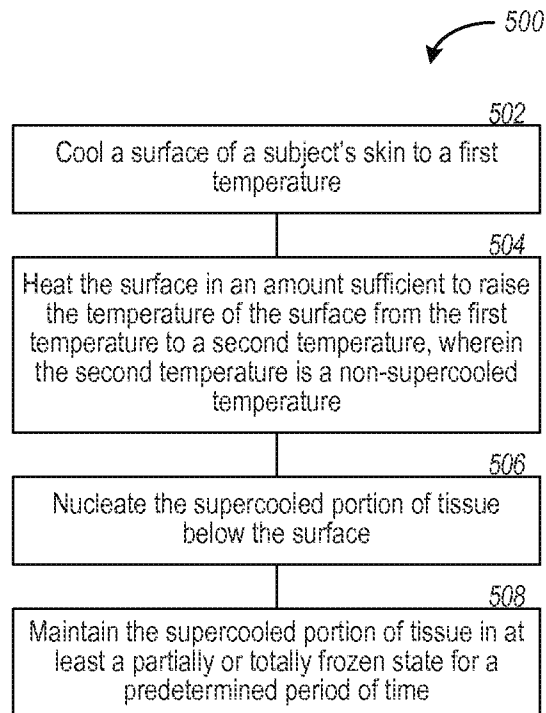 500
502
Cool a surface of a subject's skin to a first
temperature
504
Heat the surface in an amount sufficient to raise
the temperature of the surface from the first
temperature to a second temperature, wherein
the second temperature is a non-supercooled
temperature
506
Nucleate the supercooled portion of tissue
below the surface
508
Maintain the supercooled portion of tissue in at
least a partially or totally frozen state for a
predetermined period of time